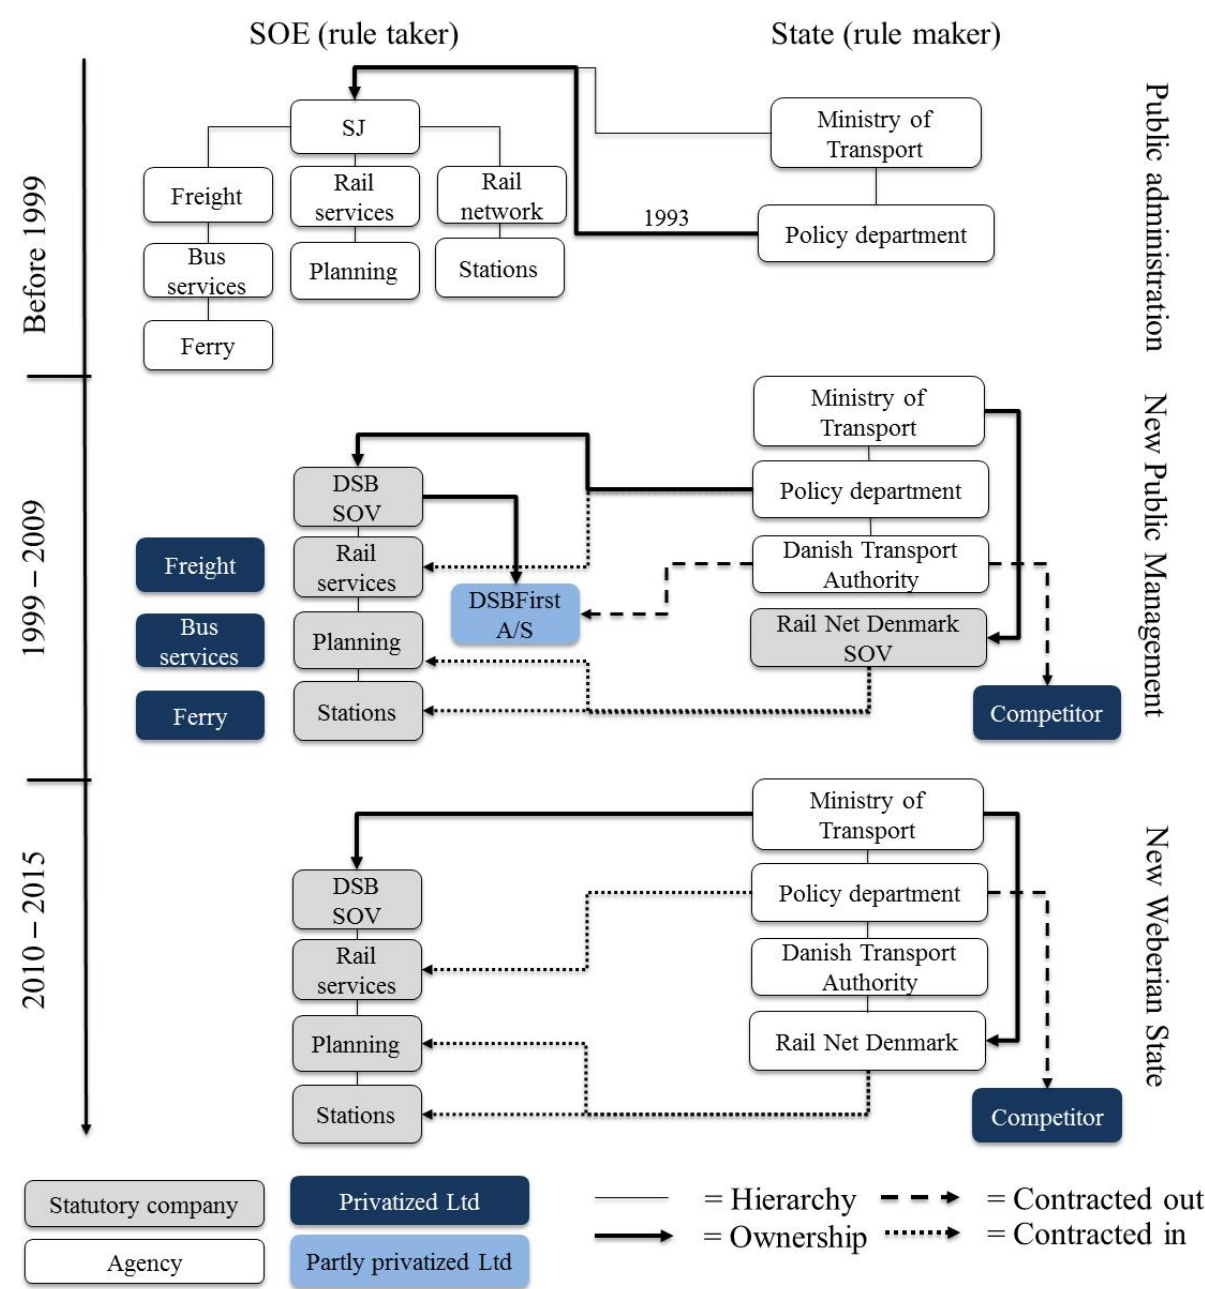 SOE (rule taker)
State (rule maker)
Before 1999
Public administration
SJ
Ministry of
Transport
Freight
Rail
services
Rail
network
1993
Policy department
Bus
services
Planning
Stations
Ferry
1999 – 2009
New Public Management
Ministry of
Transport
DSB
SOV
Policy department
Freight
Rail
services
Danish Transport
Authority
DSBFirst
A/S
Bus
services
Planning
Rail Net Denmark
SOV
Ferry
Stations
Competitor
2010 – 2015
New Weberian State
Ministry of
Transport
DSB
SOV
Policy department
Rail
services
Danish Transport
Authority
Planning
Rail Net Denmark
Stations
Competitor
Statutory company
Privatized Ltd
= Hierarchy
= Contracted out
Agency
Partly privatized Ltd
= Ownership
= Contracted in